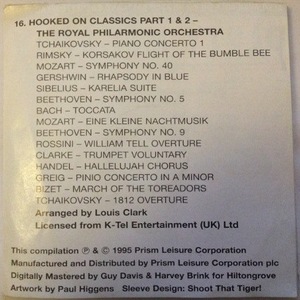 16. HOOKED ON CLASSICS PART 1 & 2 –
THE ROYAL PHILARMONIC ORCHESTRA
TCHAIKOVSKY – PIANO CONCERTO 1
RIMSKY – KORSAKOV FLIGHT OF THE BUMBLE BEE
MOZART – SYMPHONY NO. 40
GERSHWIN – RHAPSODY IN BLUE
SIBELIUS – KARELIA SUITE
BEETHOVEN – SYMPHONY NO. 5
BACH – TOCCATA
MOZART – EINE KLEINE NACHTMUSIK
BEETHOVEN – SYMPHONY NO. 9
ROSSINI – WILLIAM TELL OVERTURE
CLARKE – TRUMPET VOLUNTARY
HANDEL – HALLELUJAH CHORUS
GREIG – PINIO CONCERTO IN A MINOR
BIZET – MARCH OF THE TOREADORS
TCHAIKOVSKY – 1812 OVERTURE
Arranged by Louis Clark
Licensed from K-Tel Entertainment (UK) Ltd
This compilation ℗ & © 1995 Prism Leisure Corporation
Manufactured and Distributed by Prism Leisure Corporation plc
Digitally Mastered by Guy Davis & Harvey Brink for Hiltongrove
Artwork by Paul Higgens Sleeve Design: Shoot That Tiger!